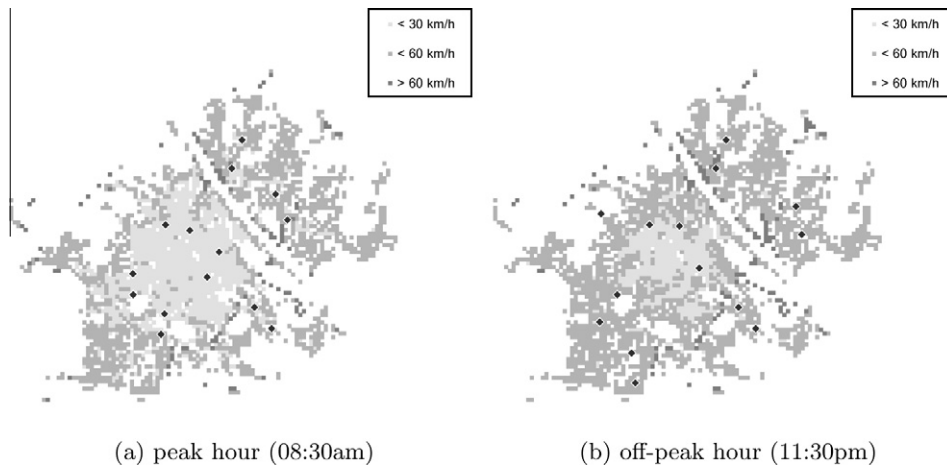 < 30 km/h
< 60 km/h
> 60 km/h
< 30 km/h
< 60 km/h
> 60 km/h
(a) peak hour (08:30am)
(b) off-peak hour (11:30pm)